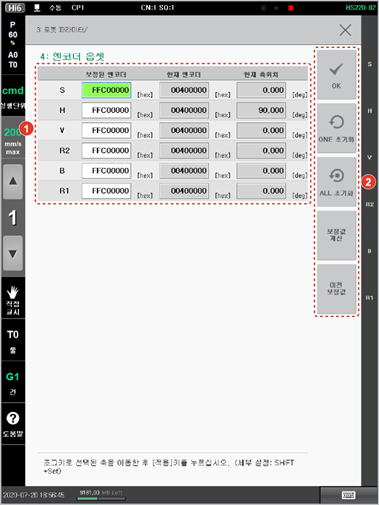 Hi6 수동 CP1 CN:1 SQ:1 HS220-02
P
60
%
A0
T0
cmd
실행단위
200
mm/s
max
1
직접
교시
T0
툴
G1
건
도움말
3: 로봇 파라미터/
4: 엔코더 옵셋
보정된 엔코더 현재 엔코더 현재 축위치
S FFC00000 [hex] 00400000 [hex] 0.000 [deg]
H FFC00000 [hex] 00400000 [hex] 90.000 [deg]
V FFC00000 [hex] 00400000 [hex] 0.000 [deg]
R2 FFC00000 [hex] 00400000 [hex] 0.000 [deg]
B FFC00000 [hex] 00400000 [hex] 0.000 [deg]
R1 FFC00000 [hex] 00400000 [hex] 0.000 [deg]
1
OK
ONE 초기화
ALL 초기화
보정값
계산
이전
보정값
2
S
H
V
R2
B
R1
조그키로 선택된 축을 이동한 후 [적용]키를 누르십시오. (세부 설정: SHIFT
+Set)
2020-07-20 18:56:45 9181.00 MB Left